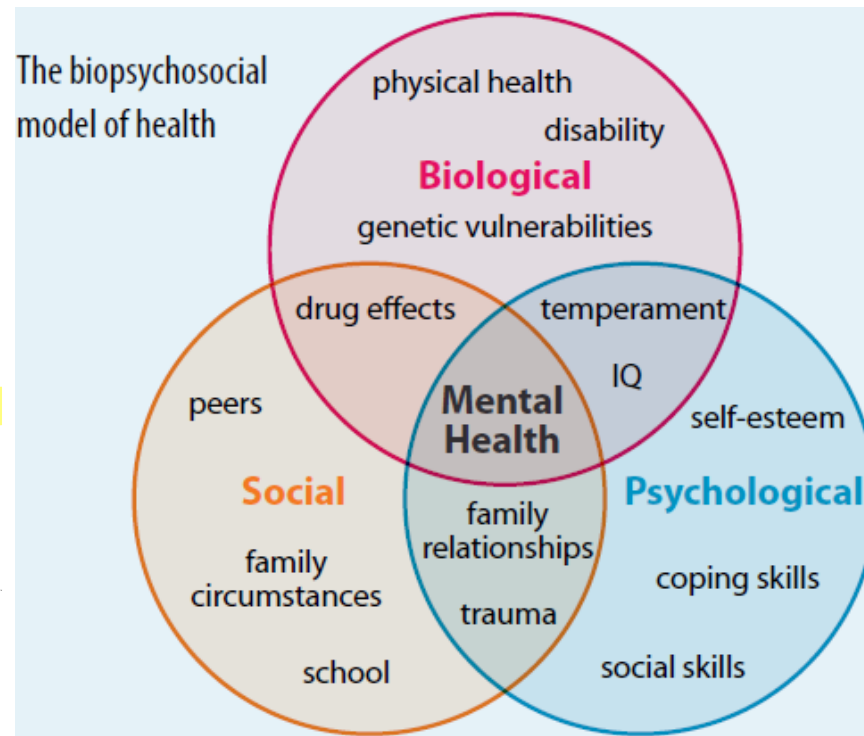 The biopsychosocial
model of health
physical health
disability
Biological
genetic vulnerabilities
drug effects
temperament
IQ
peers
Mental
Health
self-esteem
Social
Psychological
family
relationships
family
circumstances
coping skills
trauma
school
social skills